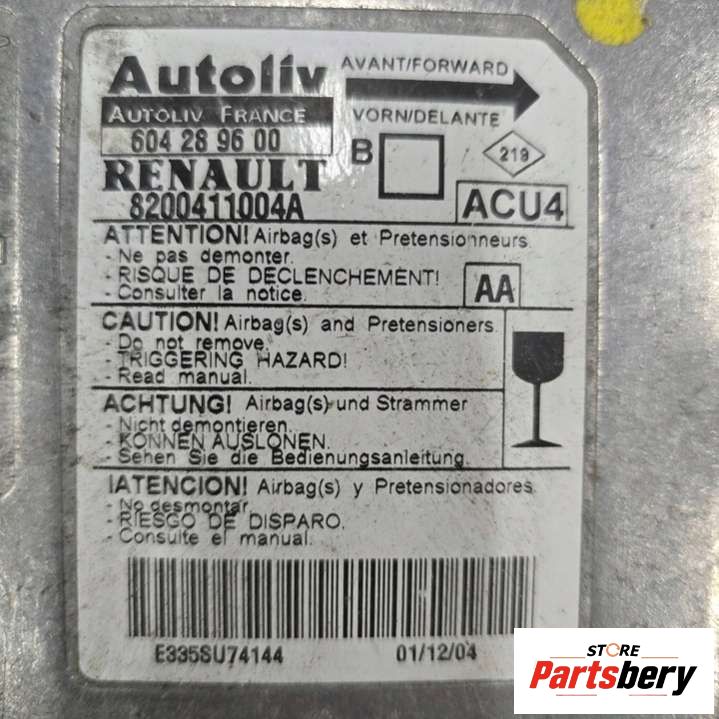 Autoliv
AUTOLIV FRANCE
604 28 96 00
RENAULT
8200411004A
AVANT/FORWARD
VORN/DELANTE
B
219
ACU4
ATTENTION! Airbag(s) et Pretensionneurs.
- Ne pas demonter.
- RISQUE DE DECLENCHEMENT!
- Consulter la notice.
AA
CAUTION! Airbag(s) and Pretensioners.
- Do not remove.
- TRIGGERING HAZARD!
- Read manual.
ACHTUNG! Airbag(s) und Strammer
- Nicht demontieren.
- KONNEN AUSLONEN.
- Sehen Sie die Bedienungsanleitung.
IATENCION! Airbag(s) y Pretensionadores.
- No desmontar.
- RIESGO DE DISPARO.
- Consulte el manual.
E335SU74144 01/12/04
STORE
Partsbery